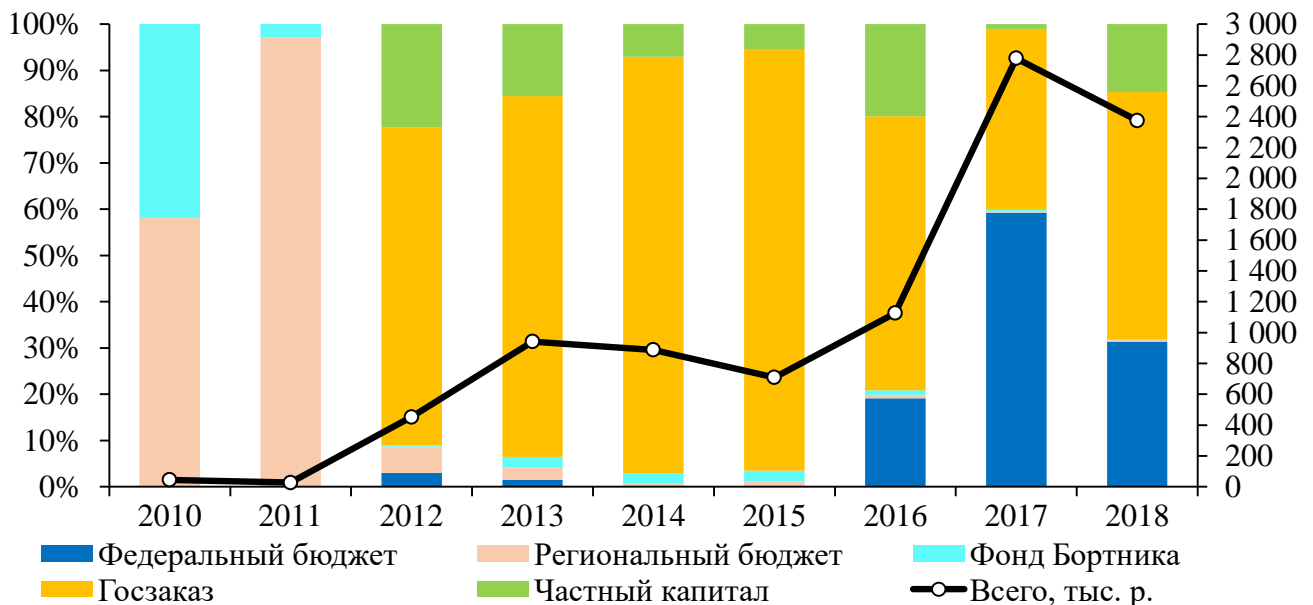 100% 3 000
90% 2 800
80% 2 600
70% 2 400
60% 2 200
50% 2 000
40% 1 800
30% 1 600
20% 1 400
10% 1 200
0% 1 000
800
600
400
200
0
2010 2011 2012 2013 2014 2015 2016 2017 2018
Федеральный бюджет Региональный бюджет Фонд Бортника
Госзаказ Частный капитал Всего, тыс. р.